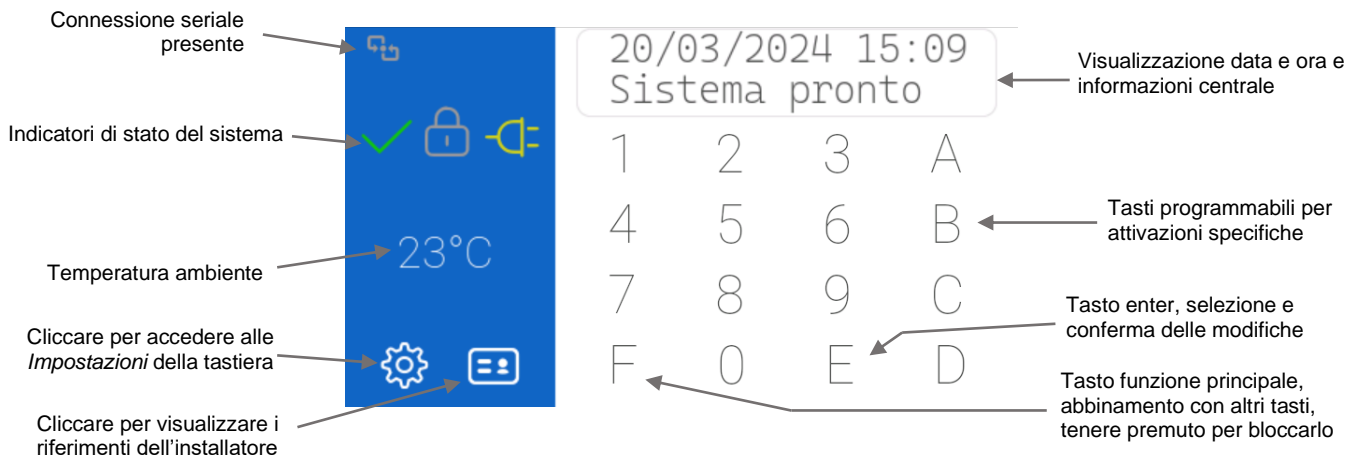 Connessione seriale
presente
Indicatori di stato del sistema
Temperatura ambiente
Cliccare per accedere alle
Impostazioni della tastiera
Cliccare per visualizzare i
riferimenti dell'installatore
23°C
20/03/2024 15:09
Sistema pronto
1 2 3 A
4 5 6 B
7 8 9 C
F 0 E D
Visualizzazione data e ora e
informazioni centrale
Tasti programmabili per
attivazioni specifiche
Tasto enter, selezione e
conferma delle modifiche
Tasto funzione principale,
abbinamento con altri tasti,
tenere premuto per bloccarlo